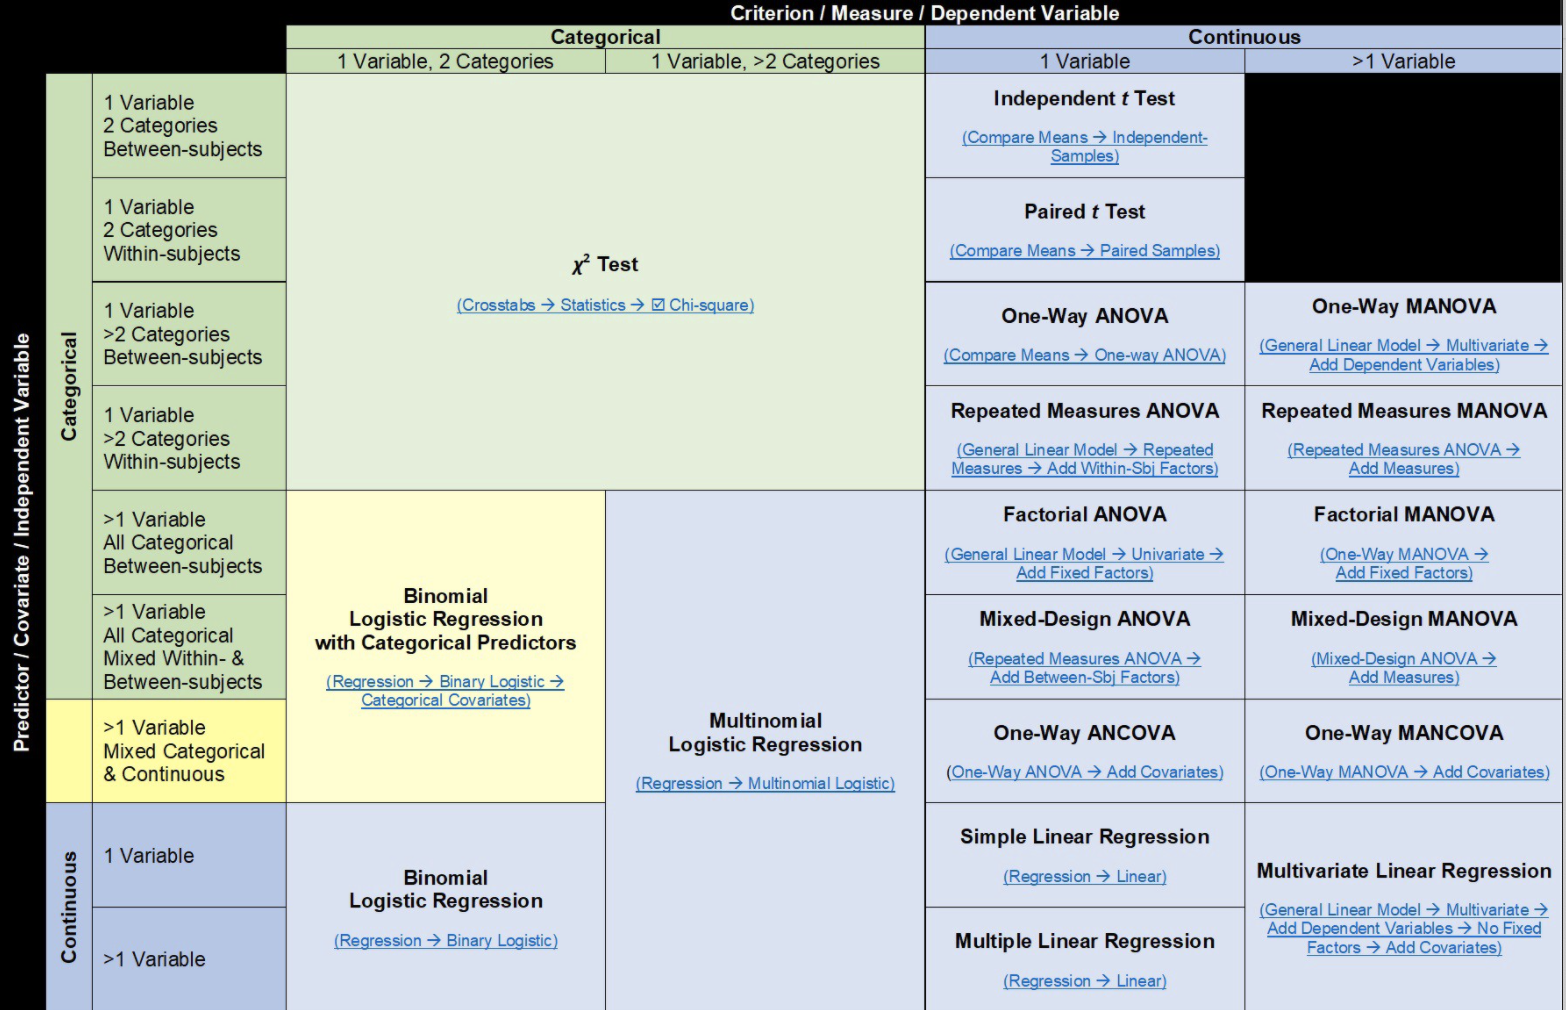 Criterion / Measure / Dependent Variable
Categorical
Continuous
1 Variable, 2 Categories
1 Variable, >2 Categories
1 Variable
>1 Variable
Predictor / Covariate / Independent Variable
Categorical
1 Variable
2 Categories
Between-subjects
χ² Test
(Crosstabs → Statistics → ☑ Chi-square)
Independent t Test
(Compare Means → Independent-
Samples)
1 Variable
2 Categories
Within-subjects
Paired t Test
(Compare Means → Paired Samples)
1 Variable
>2 Categories
Between-subjects
One-Way ANOVA
(Compare Means → One-way ANOVA)
One-Way MANOVA
(General Linear Model → Multivariate →
Add Dependent Variables)
1 Variable
>2 Categories
Within-subjects
Repeated Measures ANOVA
(General Linear Model → Repeated
Measures → Add Within-Sbj Factors)
Repeated Measures MANOVA
(Repeated Measures ANOVA →
Add Measures)
>1 Variable
All Categorical
Between-subjects
Binomial
Logistic Regression
with Categorical Predictors
(Regression → Binary Logistic →
Categorical Covariates)
Multinomial
Logistic Regression
(Regression → Multinomial Logistic)
Factorial ANOVA
(General Linear Model → Univariate →
Add Fixed Factors)
Factorial MANOVA
(One-Way MANOVA →
Add Fixed Factors)
>1 Variable
All Categorical
Mixed Within- &
Between-subjects
Mixed-Design ANOVA
(Repeated Measures ANOVA →
Add Between-Sbj Factors)
Mixed-Design MANOVA
(Mixed-Design ANOVA →
Add Measures)
>1 Variable
Mixed Categorical
& Continuous
One-Way ANCOVA
(One-Way ANOVA → Add Covariates)
One-Way MANCOVA
(One-Way MANOVA → Add Covariates)
Continuous
1 Variable
Binomial
Logistic Regression
(Regression → Binary Logistic)
Simple Linear Regression
(Regression → Linear)
Multivariate Linear Regression
(General Linear Model → Multivariate →
Add Dependent Variables → No Fixed
Factors → Add Covariates)
>1 Variable
Multiple Linear Regression
(Regression → Linear)